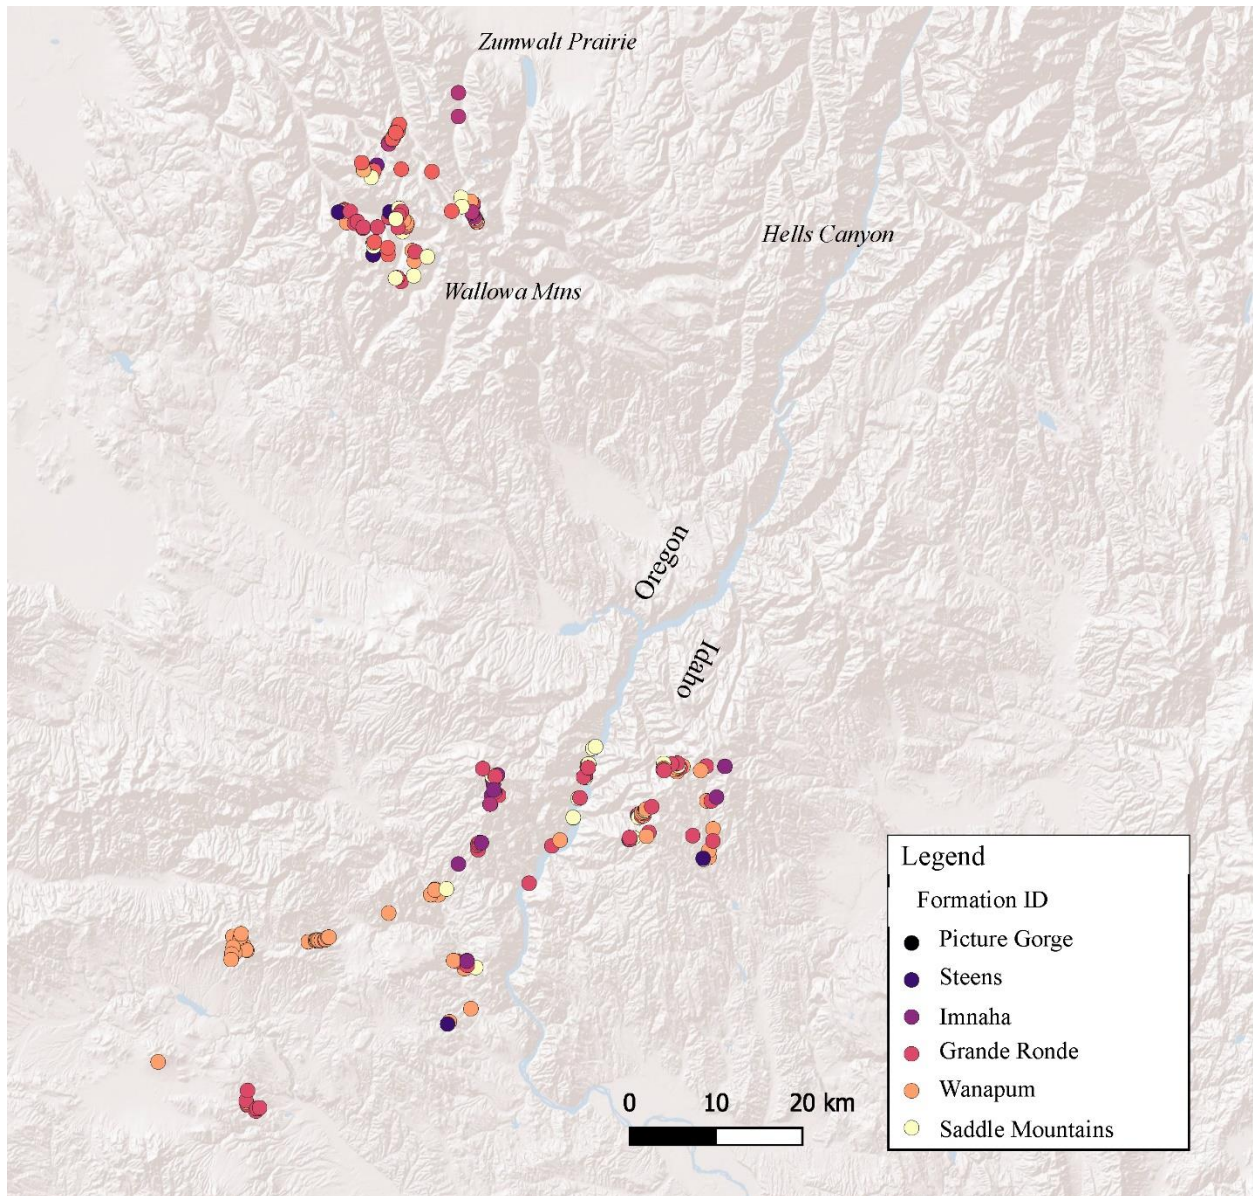 Zumwalt Prairie
Hells Canyon
Wallowa Mtns
Oregon
Idaho
Legend
Formation ID
Picture Gorge
Steens
Imnaha
Grande Ronde
Wanapum
Saddle Mountains
0 10 20 km